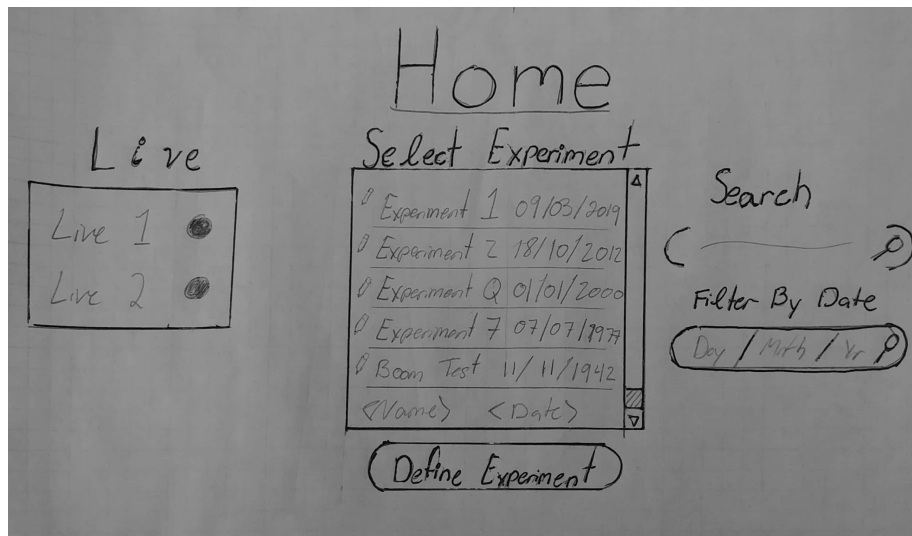 Home
Live
Live 1
Live 2
Select Experiment
Experiment 1 09/03/2019
Experiment 2 18/10/2012
Experiment Q 01/01/2000
Experiment 7 07/07/1977
Boom Test 11/11/1942
<Name> <Date>
Define Experiment
Search
Filter By Date
Day / Mnth / Yr